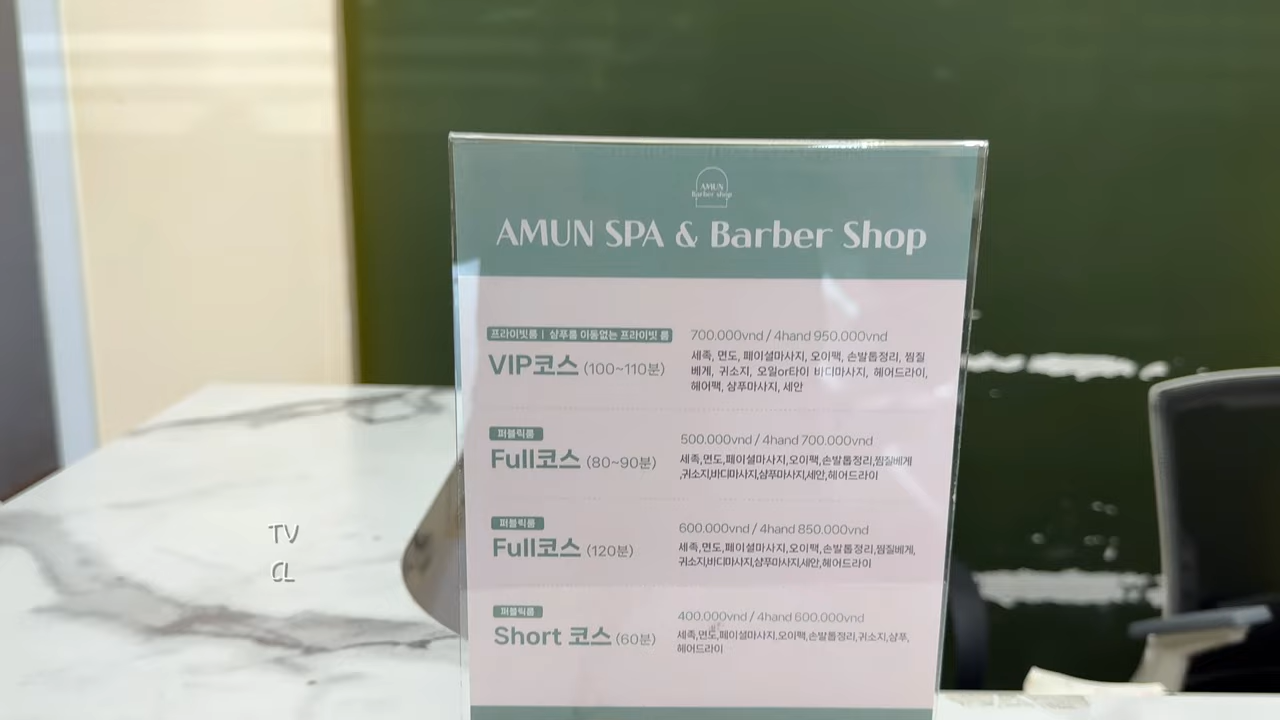 AMUN
Barber shop
AMUN SPA & Barber Shop
프라이빗룸 | 샴푸룸 이동없는 프라이빗 룸
VIP코스 (100~110분)
700.000vnd / 4hand 950.000vnd
세족, 면도, 페이셜마사지, 오이팩, 손발톱정리, 찜질
베게, 귀소지, 오일or타이 바디마사지, 헤어드라이,
헤어팩, 샴푸마사지, 세안
퍼블릭룸
Full코스 (80~90분)
500.000vnd / 4hand 700.000vnd
세족,면도,페이셜마사지,오이팩,손발톱정리,찜질베게
,귀소지,바디마사지,샴푸마사지,세안,헤어드라이
퍼블릭룸
Full코스 (120분)
600.000vnd / 4hand 850.000vnd
세족,면도,페이셜마사지,오이팩,손발톱정리,찜질베게,
귀소지,바디마사지,샴푸마사지,세안,헤어드라이
퍼블릭룸
Short 코스 (60분)
400.000vnd / 4hand 600.000vnd
세족,면도,페이셜마사지,오이팩,손발톱정리,귀소지,샴푸,
헤어드라이
TV
CL